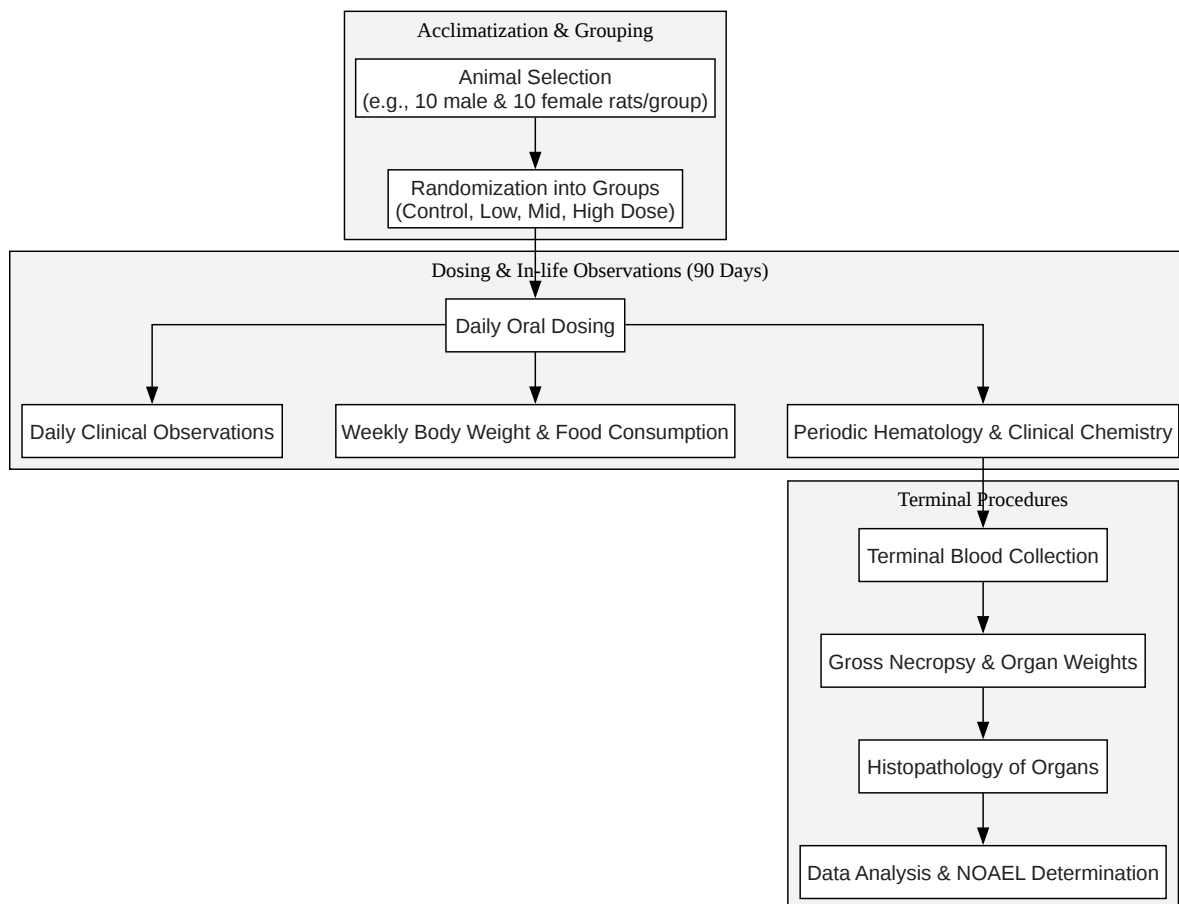 Acclimatization & Grouping
Animal Selection
(e.g., 10 male & 10 female rats/group)
Randomization into Groups
(Control, Low, Mid, High Dose)
Dosing & In-life Observations (90 Days)
Daily Oral Dosing
Daily Clinical Observations
Weekly Body Weight & Food Consumption
Periodic Hematology & Clinical Chemistry
Terminal Procedures
Terminal Blood Collection
Gross Necropsy & Organ Weights
Histopathology of Organs
Data Analysis & NOAEL Determination